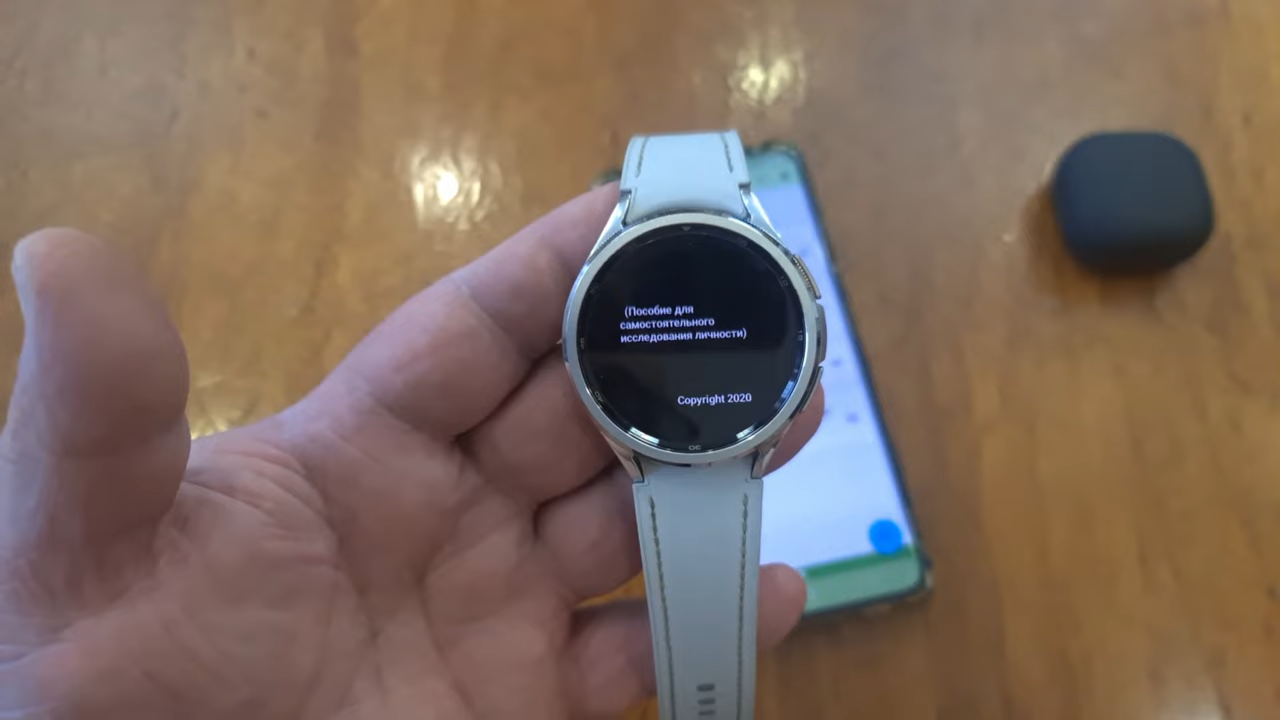 (Пособие для
самостоятельного
исследования личности)
Copyright 2020